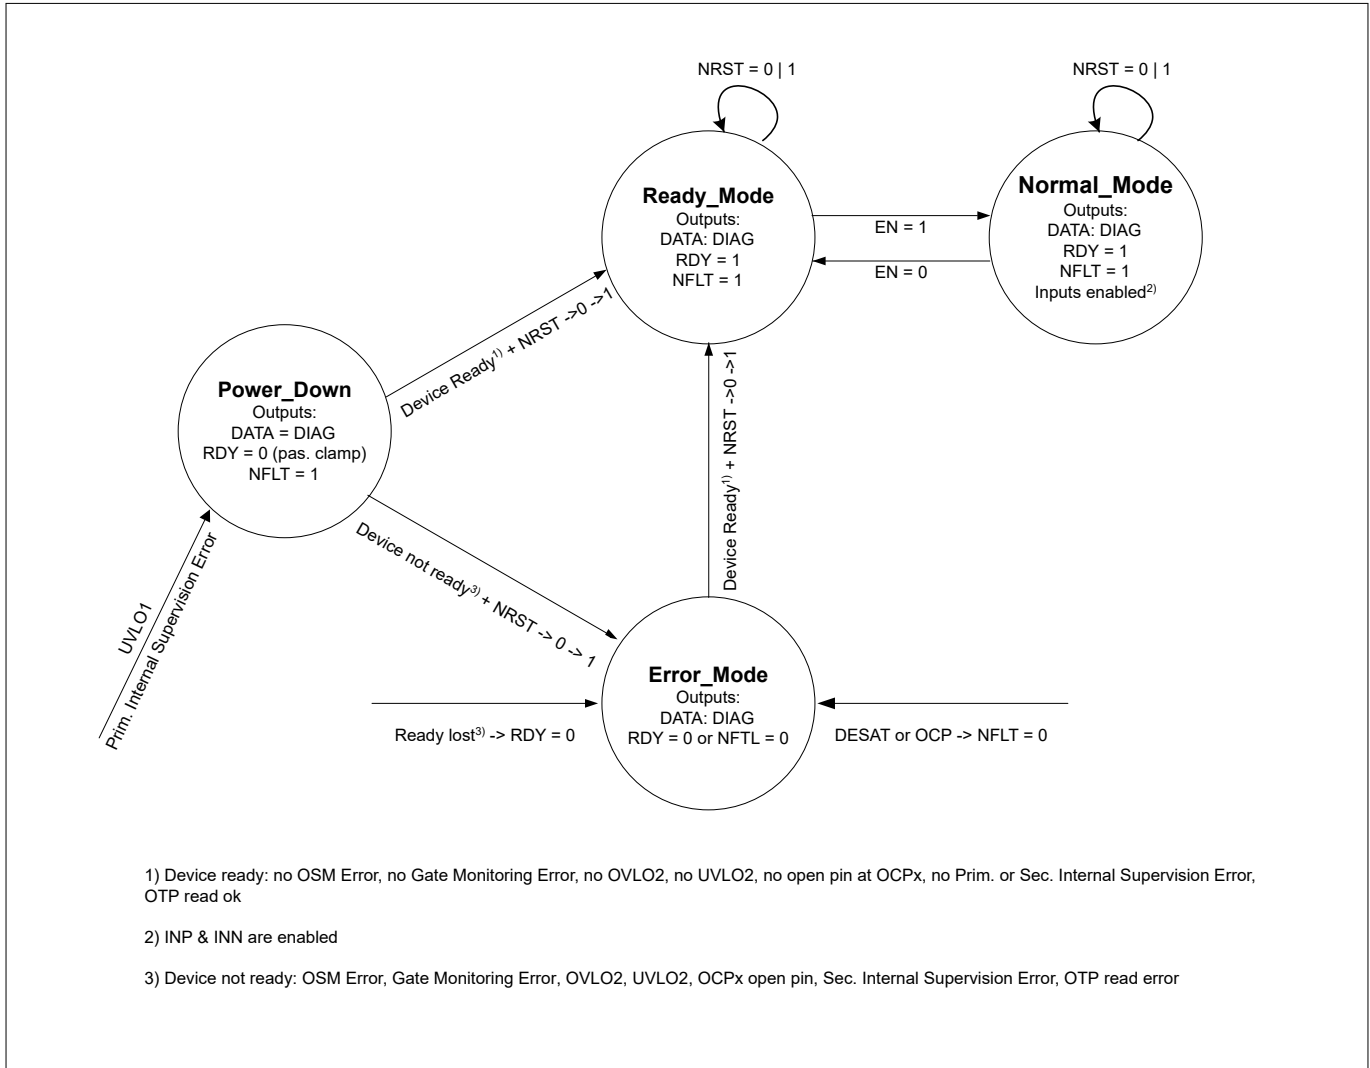 NRST = 0 | 1
NRST = 0 | 1
Ready_Mode
Outputs:
DATA: DIAG
RDY = 1
NFLT = 1
EN = 1
EN = 0
Normal_Mode
Outputs:
DATA: DIAG
RDY = 1
NFLT = 1
Inputs enabled2)
Device Ready1) + NRST ->0 ->1
Power_Down
Outputs:
DATA = DIAG
RDY = 0 (pas. clamp)
NFLT = 1
Device Ready1) + NRST ->0 ->1
Device not ready3) + NRST -> 0 -> 1
UVLO1
Prim. Internal Supervision Error
Error_Mode
Outputs:
DATA: DIAG
RDY = 0 or NFTL = 0
Ready lost3) -> RDY = 0
DESAT or OCP -> NFLT = 0
1) Device ready: no OSM Error, no Gate Monitoring Error, no OVLO2, no UVLO2, no open pin at OCPx, no Prim. or Sec. Internal Supervision Error,
OTP read ok
2) INP & INN are enabled
3) Device not ready: OSM Error, Gate Monitoring Error, OVLO2, UVLO2, OCPx open pin, Sec. Internal Supervision Error, OTP read error